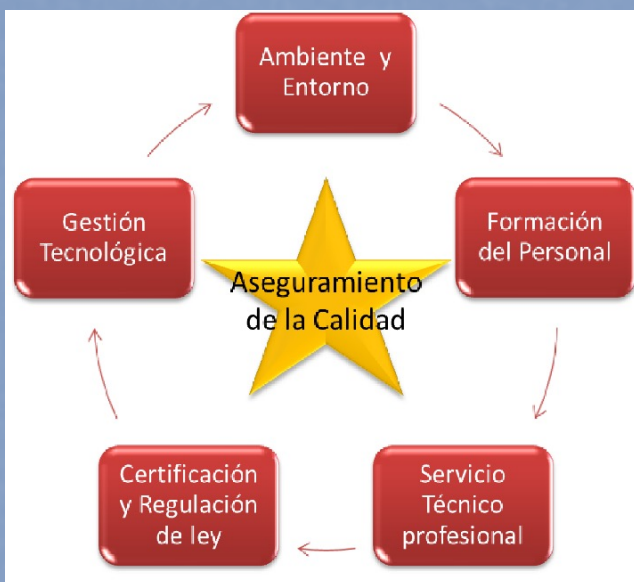 Ambiente y
Entorno
Formación
del Personal
Servicio
Técnico
profesional
Certificación
y Regulación
de ley
Gestión
Tecnológica
Aseguramiento
de la Calidad